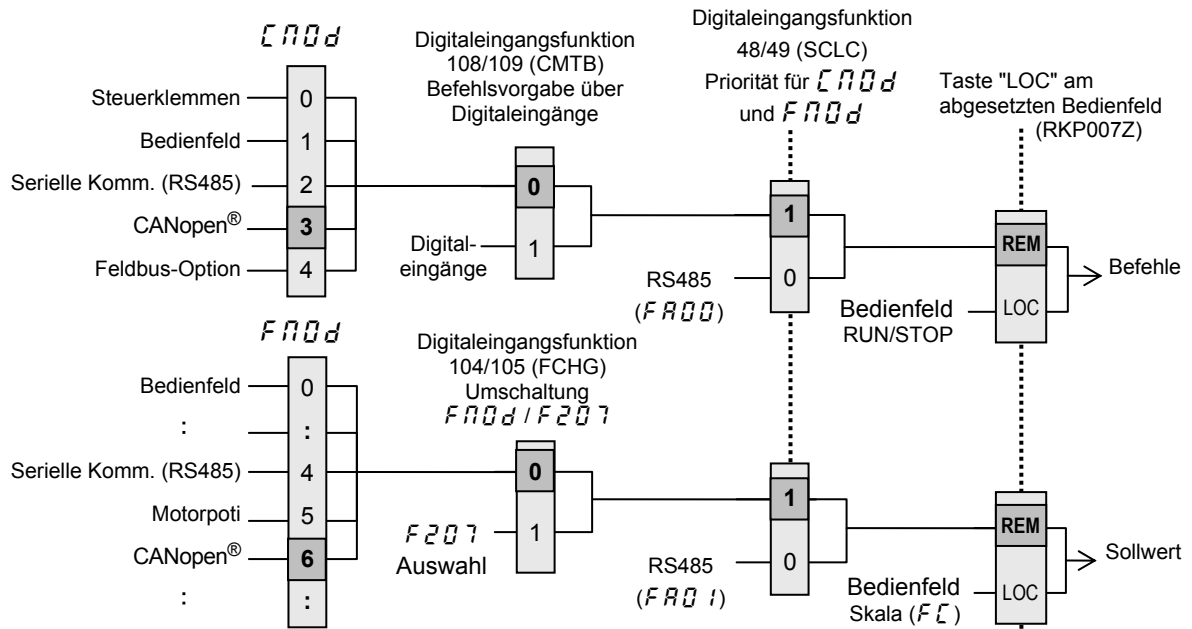 CMOd
Steuerklemmen 0
Bedienfeld 1
Serielle Komm. (RS485) 2
CANopen® 3
Feldbus-Option 4
Digitaleingangsfunktion
108/109 (CMTB)
Befehlsvorgabe über
Digitaleingänge
0
Digital-
eingänge
1
Digitaleingangsfunktion
48/49 (SCLC)
Priorität für CMOd
und FMOd
1
RS485
(FA00)
0
Taste "LOC" am
abgesetzten Bedienfeld
(RKP007Z)
REM
Bedienfeld
RUN/STOP
LOC
Befehle
FMOd
Bedienfeld 0
: :
Serielle Komm. (RS485) 4
Motorpoti 5
CANopen® 6
: :
Digitaleingangsfunktion
104/105 (FCHG)
Umschaltung
FMOd / F207
0
F207
Auswahl
1
1
RS485
(FA01)
0
REM
Bedienfeld
Skala (FC)
LOC
Sollwert